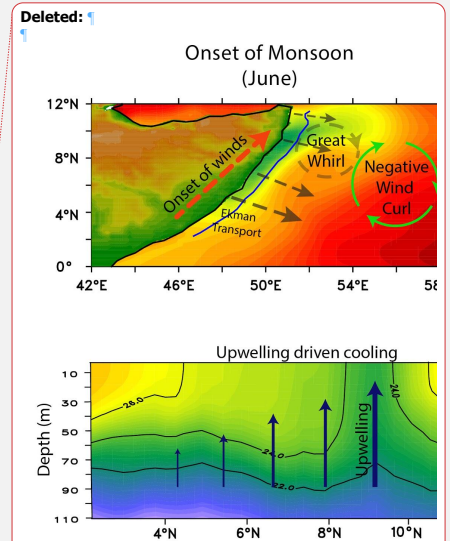 Deleted: ¶
¶
Onset of Monsoon
(June)
12°N
8°N
4°N
0°
42°E 46°E 50°E 54°E 58
Onset of winds
Great
Whirl
Negative
Wind
Curl
Ekman
Transport
Upwelling driven cooling
Depth (m)
10
30
50
70
90
110
26.0
24.0
24.0
22.0
Upwelling
4°N 6°N 8°N 10°N